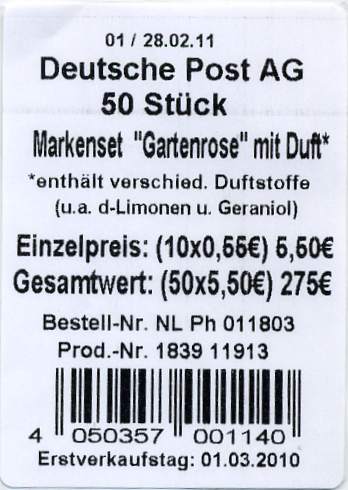 01 / 28.02.11
Deutsche Post AG
50 Stück
Markenset "Gartenrose" mit Duft*
*enthält verschied. Duftstoffe
(u.a. d-Limonen u. Geraniol)
Einzelpreis: (10x0,55€) 5,50€
Gesamtwert: (50x5,50€) 275€
Bestell-Nr. NL Ph 011803
Prod.-Nr. 1839 11913
4 050357 001140
Erstverkaufstag: 01.03.2010